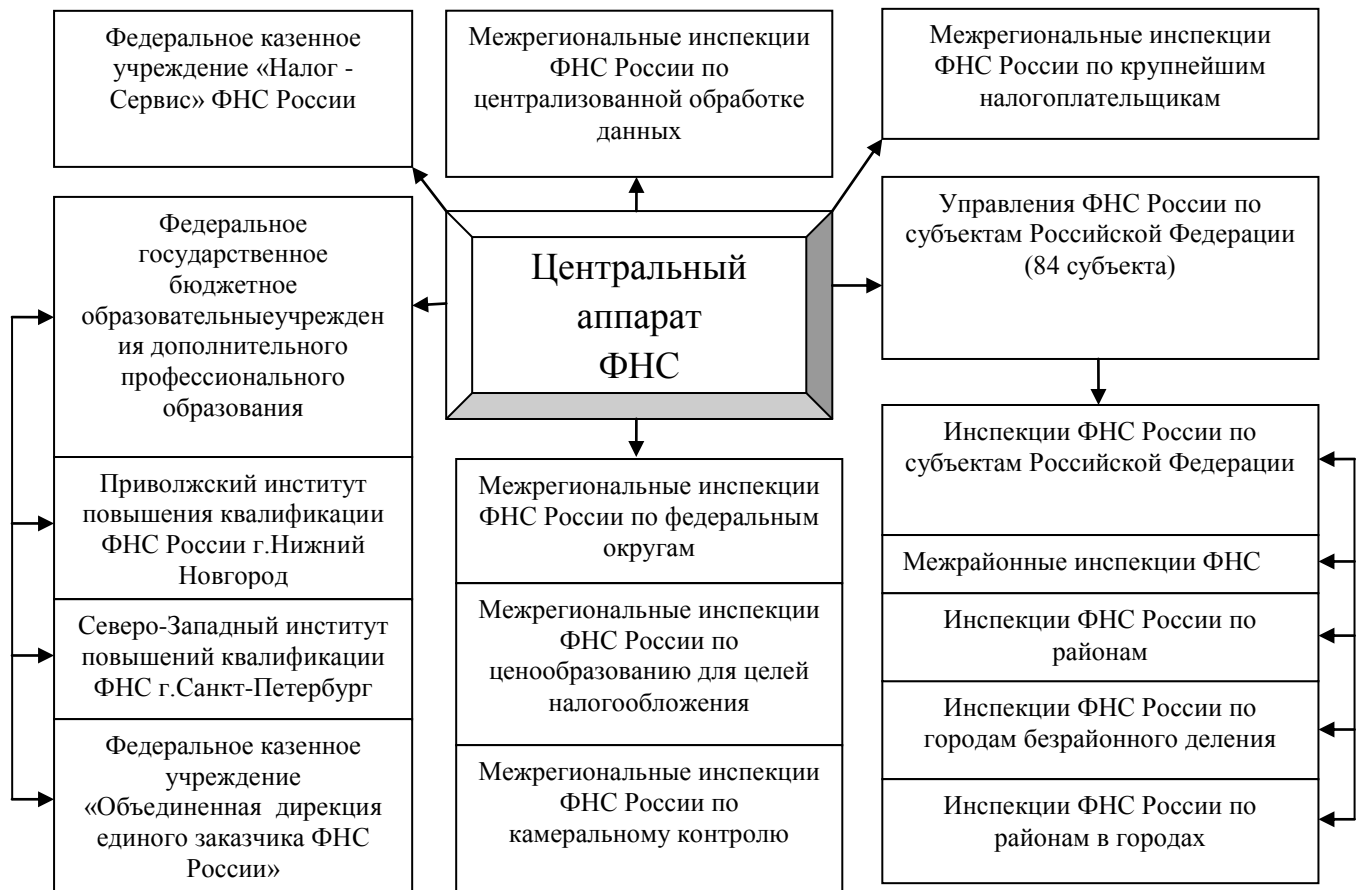 Федеральное казенное
учреждение «Налог -
Сервис» ФНС России
Межрегиональные инспекции
ФНС России по
централизованной обработке
данных
Межрегиональные инспекции
ФНС России по крупнейшим
налогоплательщикам
Федеральное
государственное
бюджетное
образовательныеучрежден
ия дополнительного
профессионального
образования
Центральный
аппарат
ФНС
Управления ФНС России по
субъектам Российской Федерации
(84 субъекта)
Приволжский институт
повышения квалификации
ФНС России г.Нижний
Новгород
Северо-Западный институт
повышений квалификации
ФНС г.Санкт-Петербург
Федеральное казенное
учреждение
«Объединенная дирекция
единого заказчика ФНС
России»
Межрегиональные инспекции
ФНС России по федеральным
округам
Межрегиональные инспекции
ФНС России по
ценообразованию для целей
налогообложения
Межрегиональные инспекции
ФНС России по
камеральному контролю
Инспекции ФНС России по
субъектам Российской Федерации
Межрайонные инспекции ФНС
Инспекции ФНС России по
районам
Инспекции ФНС России по
городам безрайонного деления
Инспекции ФНС России по
районам в городах